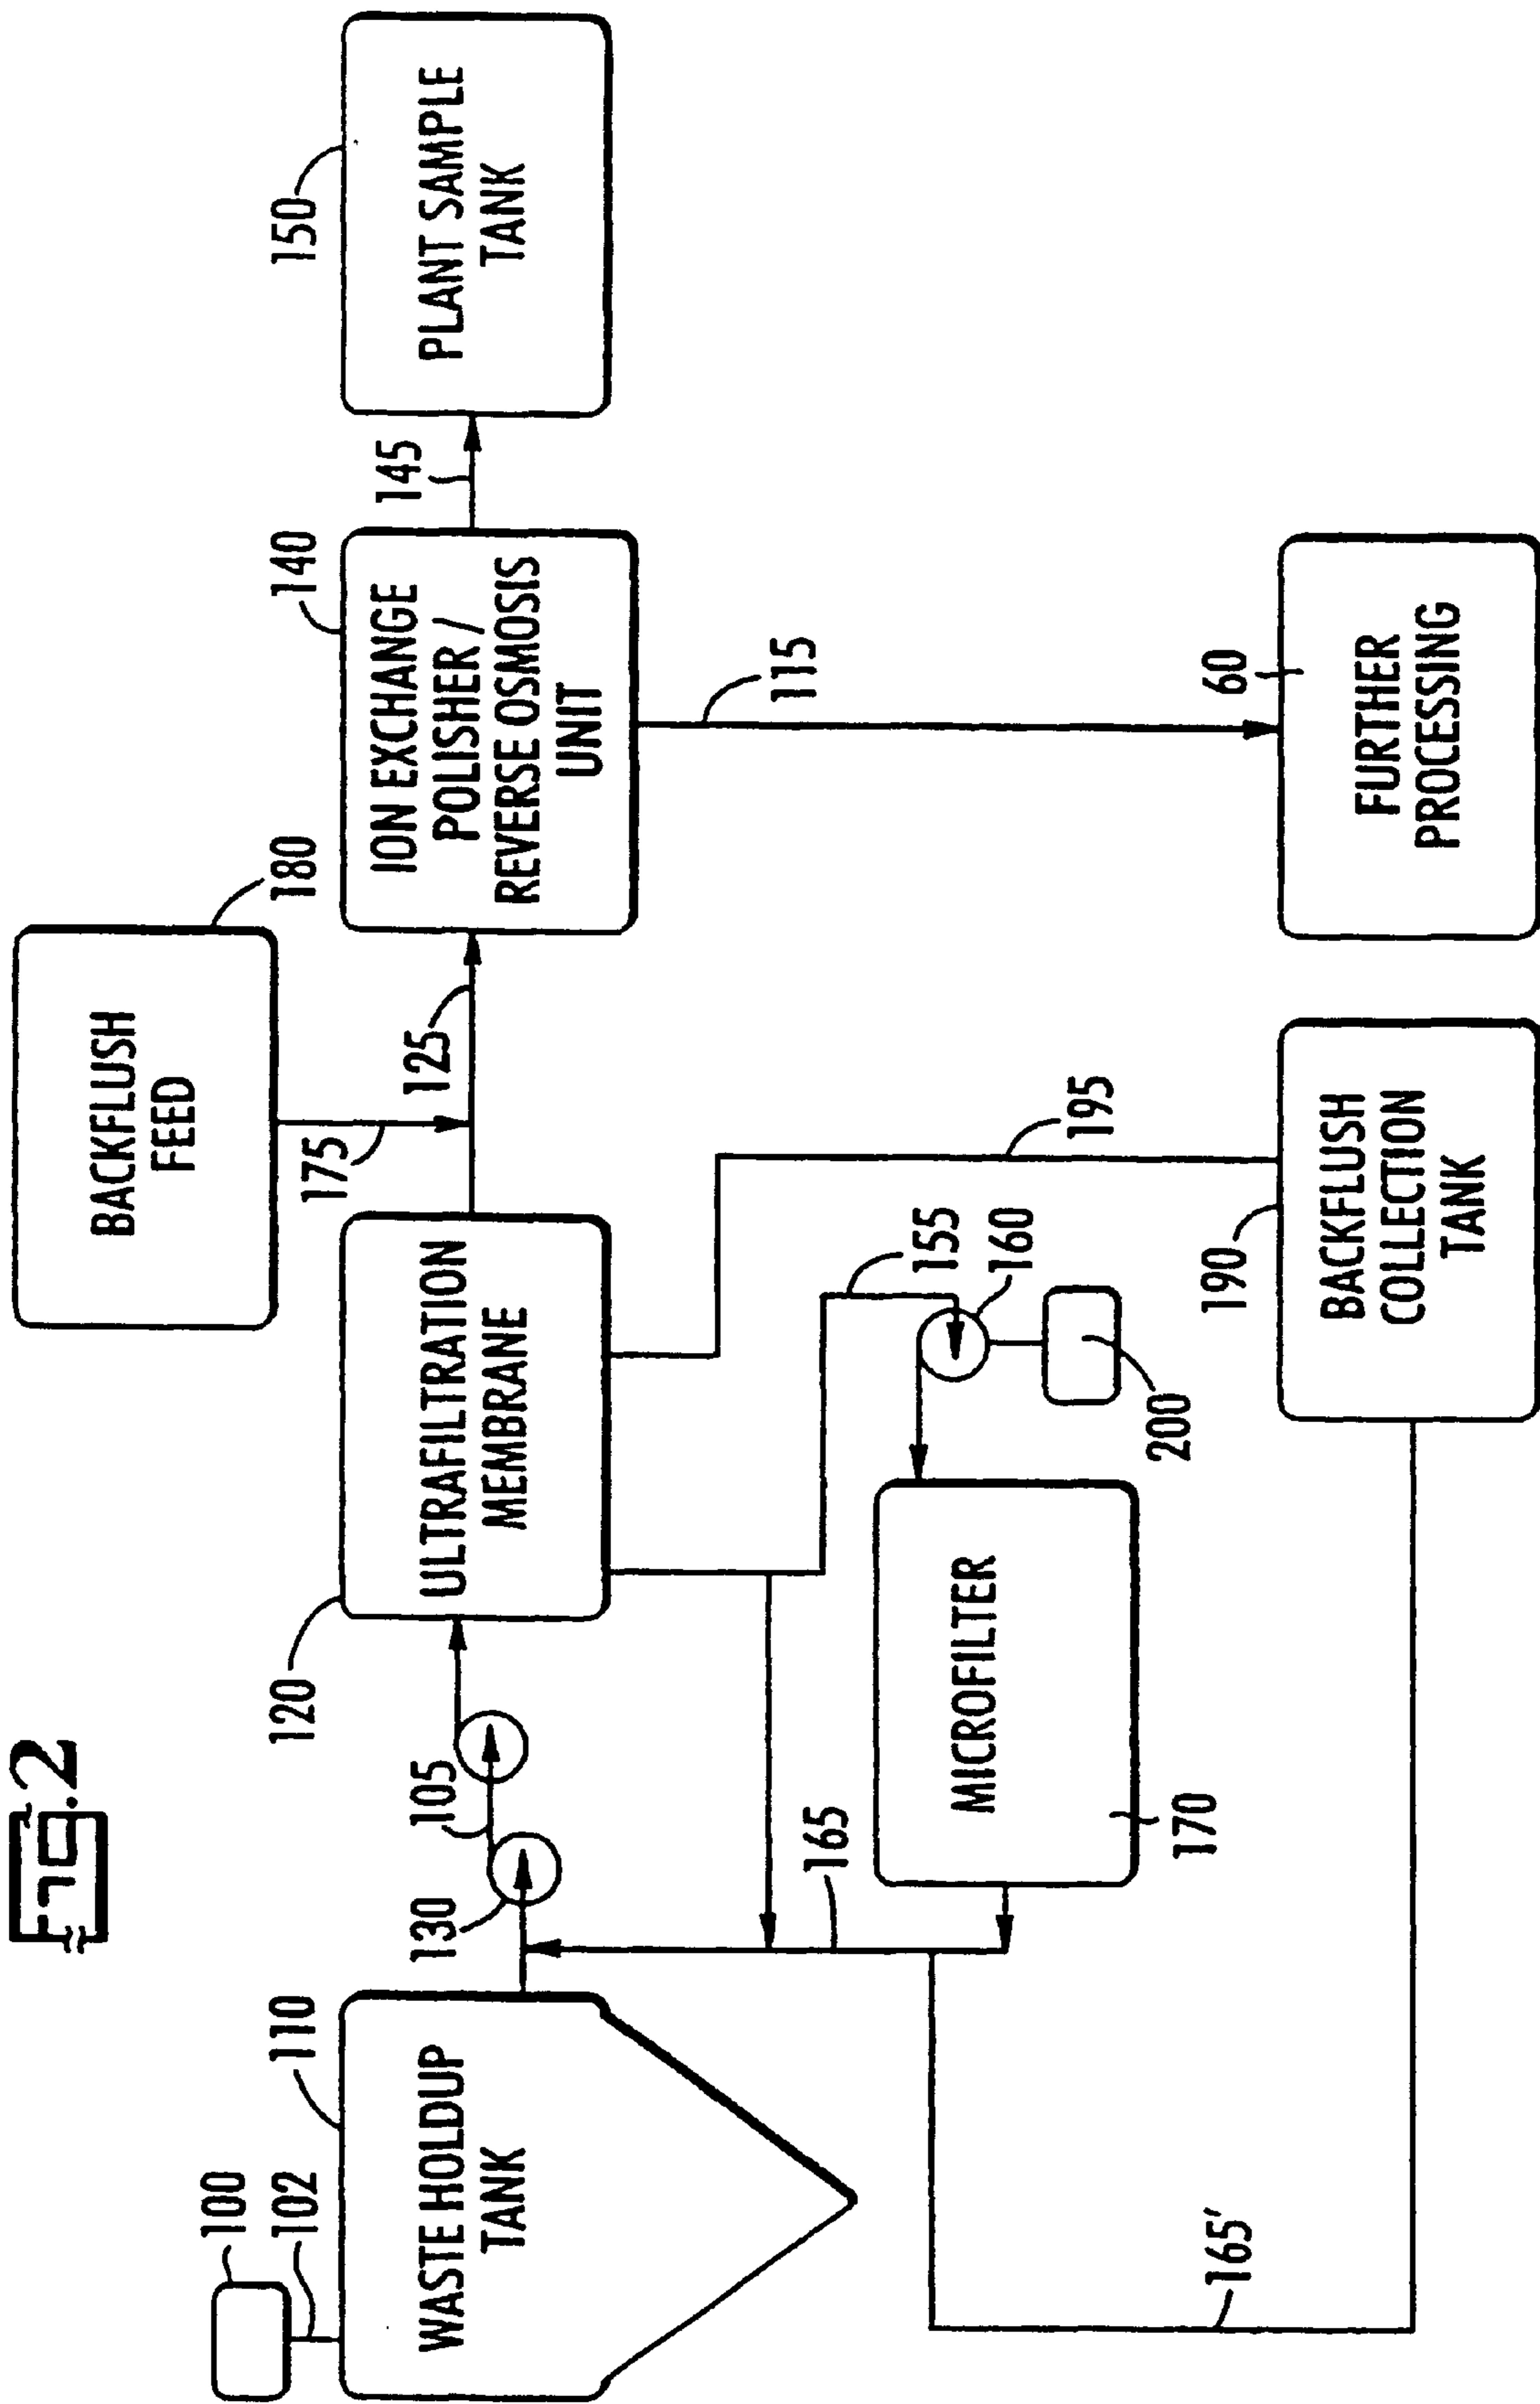 FIG.2
100
102
110
WASTE HOLDUP
TANK
130
105
120
ULTRAFILTRATION
MEMBRANE
BACKFLUSH
FEED
180
175
125
140
ION EXCHANGE
POLISHER /
REVERSE OSMOSIS
UNIT
145
150
PLANT SAMPLE
TANK
115
60
FURTHER
PROCESSING
195
155
160
200
165
MICROFILTER
170
190
BACKFLUSH
COLLECTION
TANK
165'